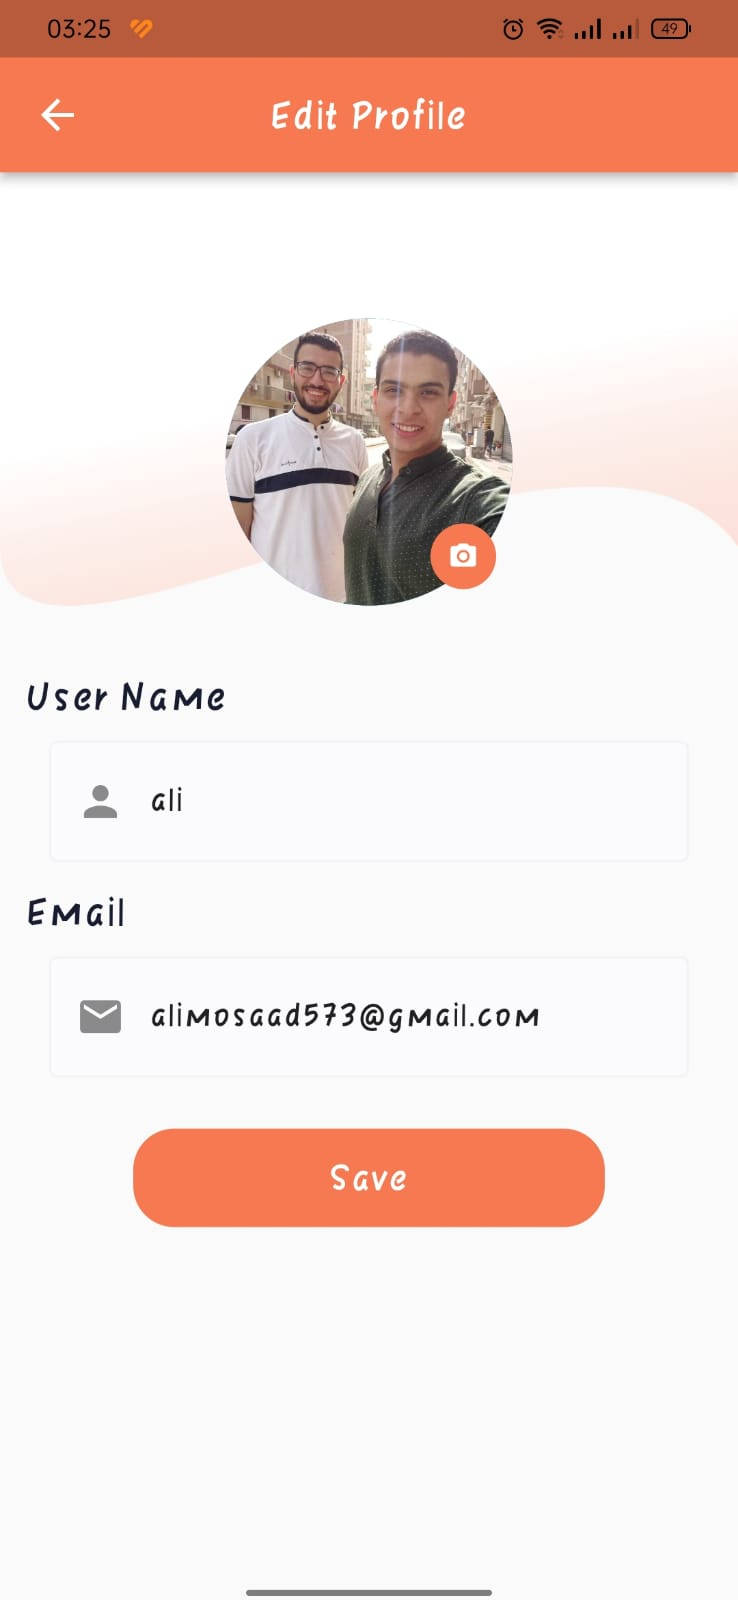 03:25
49
Edit Profile
User Name
ali
Email
alimosaad573@gmail.com
Save